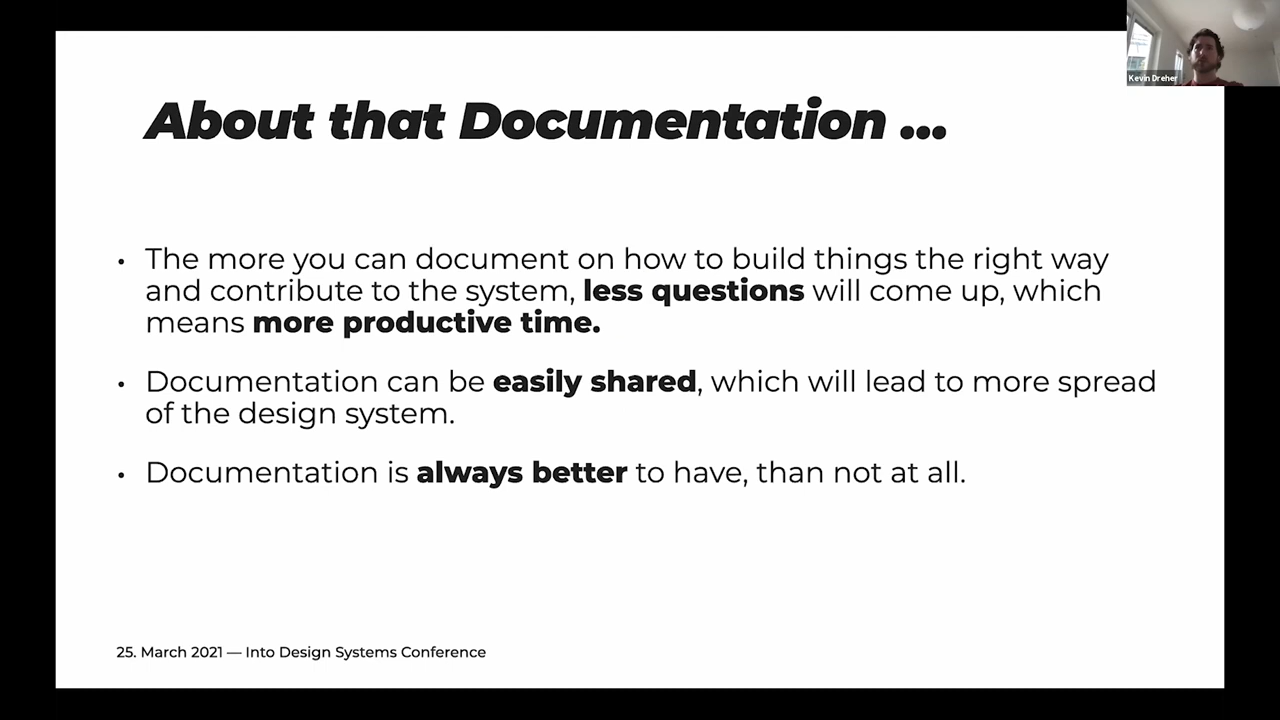 Kevin Dreher
About that Documentation ...
• The more you can document on how to build things the right way
and contribute to the system, less questions will come up, which
means more productive time.
• Documentation can be easily shared, which will lead to more spread
of the design system.
• Documentation is always better to have, than not at all.
25. March 2021 — Into Design Systems Conference